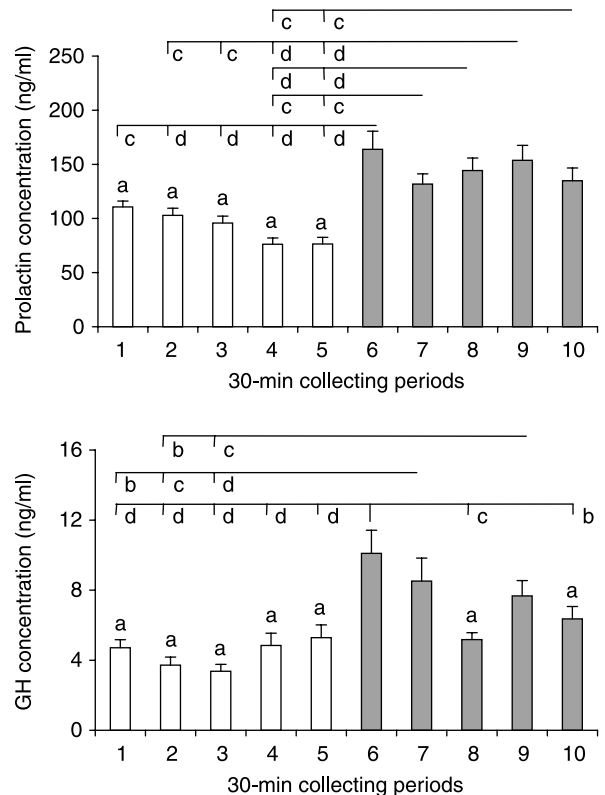 c c
250 c c d d
d d
200 c c
c d d d d
150
a a a
100 a a
50
0
1 2 3 4 5 6 7 8 9 10
30-min collecting periods
Prolactin concentration (ng/ml)
16
b c
b c d
12 d d d d d c b
8
a a a a a a a
4
0
1 2 3 4 5 6 7 8 9 10
30-min collecting periods
GH concentration (ng/ml)